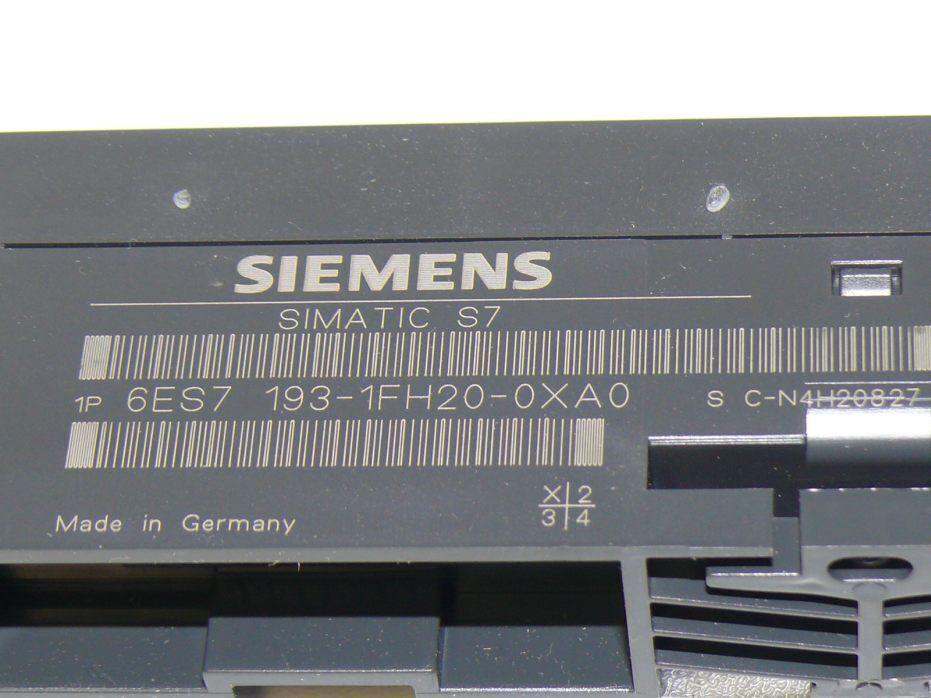 SIEMENS
SIMATIC S7
1P 6ES7 193-1FH20-0XA0 S C-N4H20827
X 2
3 4
Made in Germany